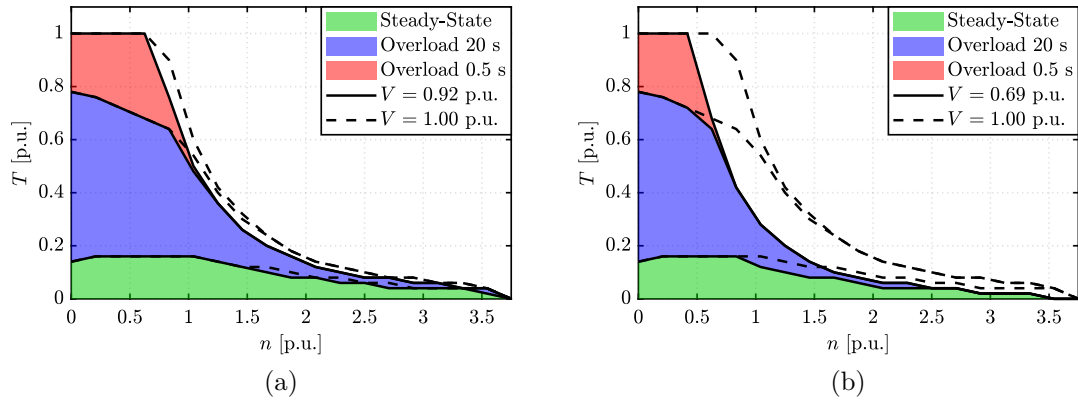 Steady-State
Overload 20 s
Overload 0.5 s
V = 0.92 p.u.
V = 1.00 p.u.
T [p.u.]
1
0.8
0.6
0.4
0.2
0
0 0.5 1 1.5 2 2.5 3 3.5
n [p.u.]
(a)
Steady-State
Overload 20 s
Overload 0.5 s
V = 0.69 p.u.
V = 1.00 p.u.
T [p.u.]
1
0.8
0.6
0.4
0.2
0
0 0.5 1 1.5 2 2.5 3 3.5
n [p.u.]
(b)